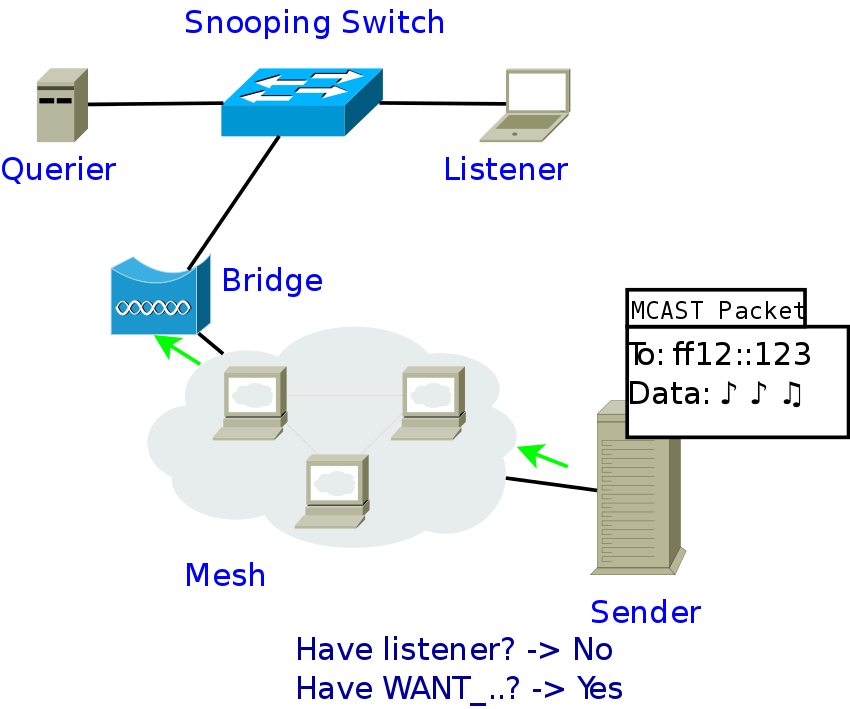 Snooping Switch
Querier
Listener
Bridge
MCAST Packet
To: ff12::123
Data: ♪ ♪ ♫
Mesh
Sender
Have listener? -> No
Have WANT_..? -> Yes